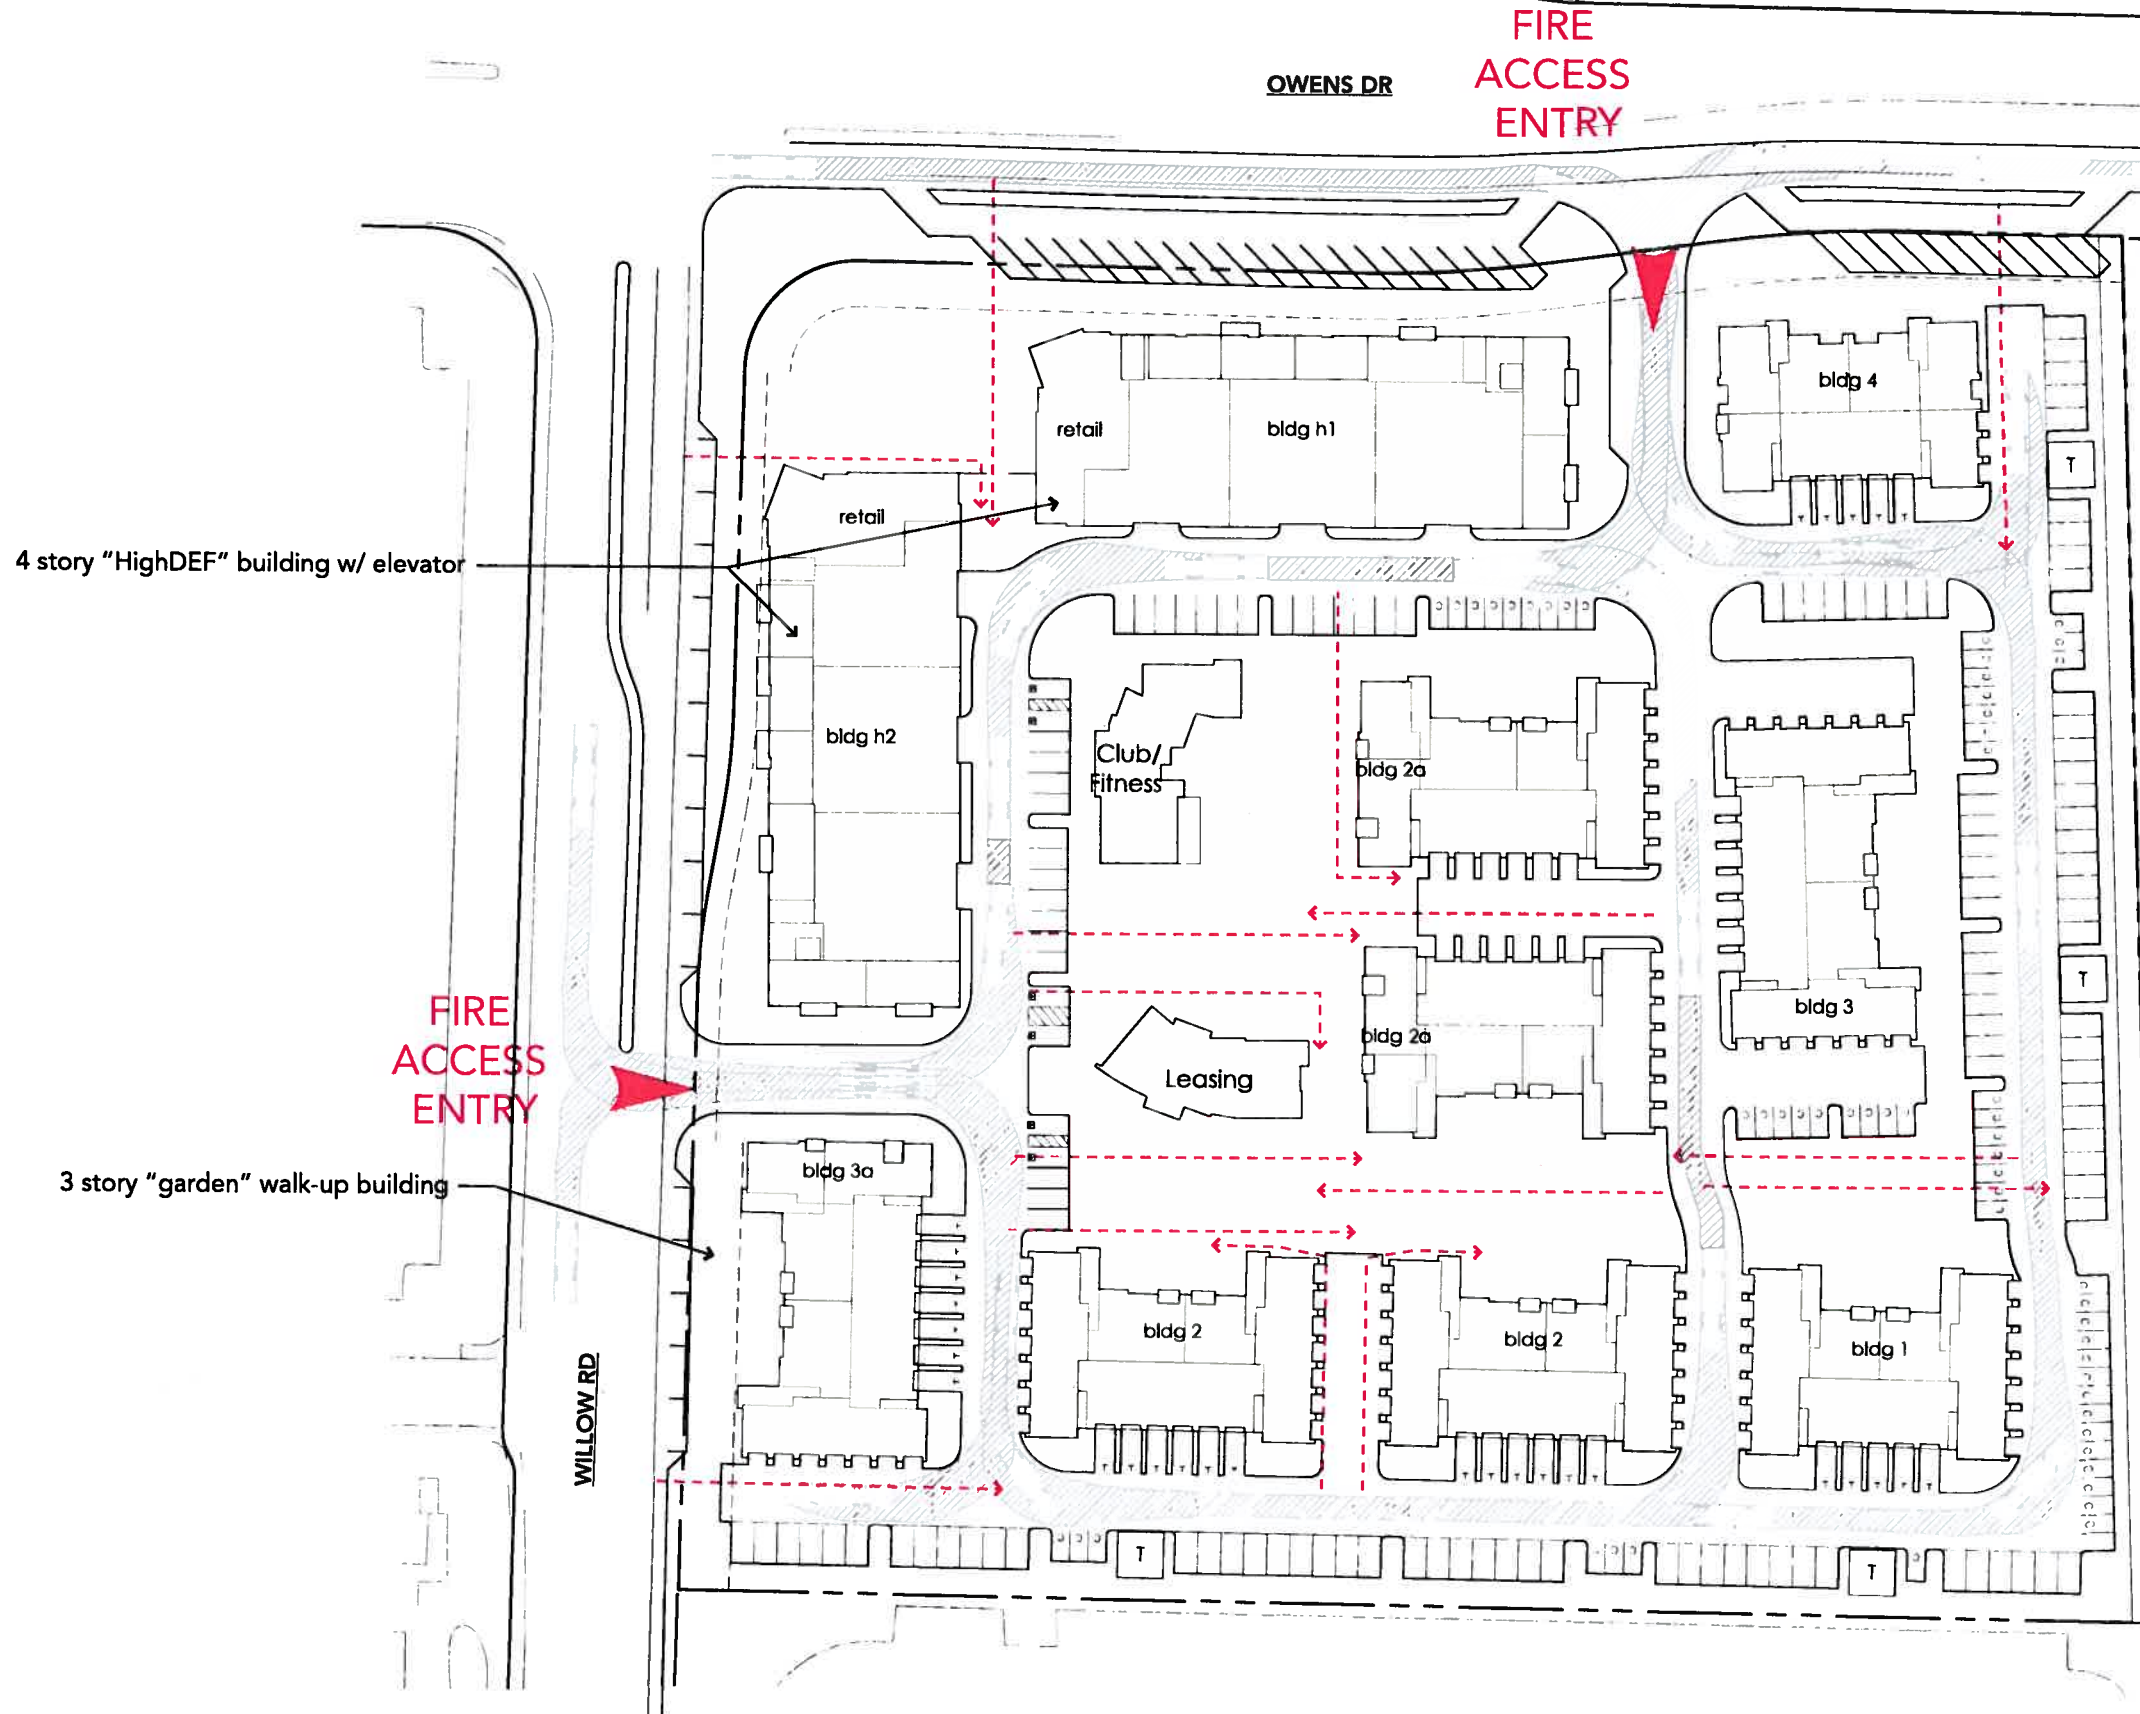 FIRE
ACCESS
ENTRY
OWENS DR
bldg 4
retail
bldg h1
T
retail
4 story "HighDEF" building w/ elevator
bldg h2
Club/
Fitness
bldg 2a
T
bldg 3
FIRE
ACCESS
ENTRY
bldg 2a
Leasing
bldg 3a
3 story "garden" walk-up building
bldg 2
bldg 2
bldg 1
WILLOW RD
T
T